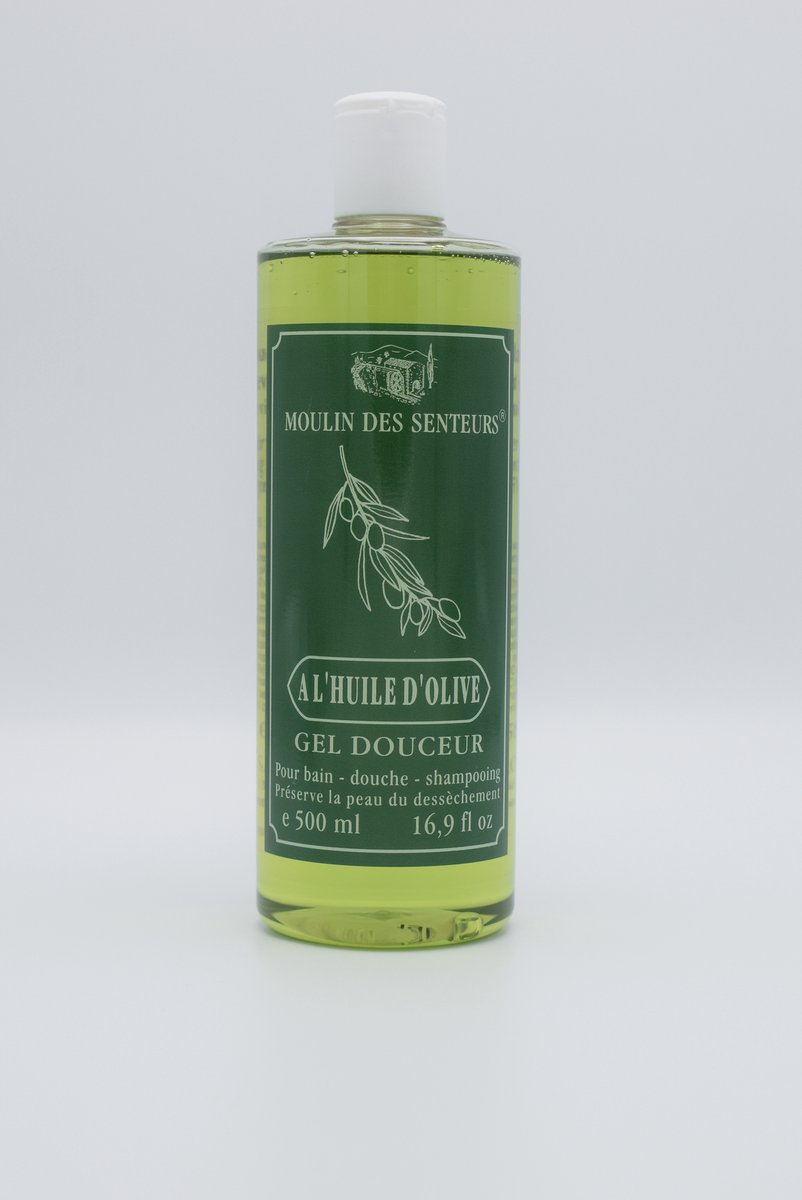 MOULIN DES SENTEURS®
A L'HUILE D'OLIVE
GEL DOUCEUR
Pour bain - douche - shampooing
Préserve la peau du dessèchement
e 500 ml 16,9 fl oz